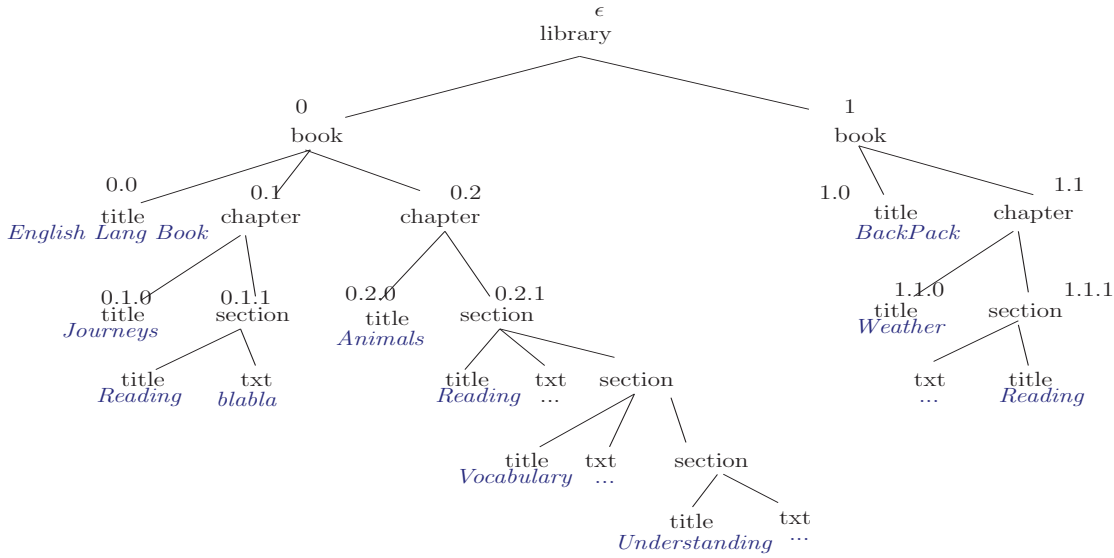 ϵ
library
0
1
book
book
0.0
0.1
0.2
1.0
1.1
title
chapter
chapter
title
chapter
English Lang Book
BackPack
0.1.0
0.1.1
0.2.0
0.2.1
1.1.0
1.1.1
title
section
title
section
title
section
Journeys
Animals
Weather
title
txt
title
txt
section
txt
title
Reading
blabla
Reading
...
...
Reading
title
txt
section
Vocabulary
...
title
txt
Understanding
...